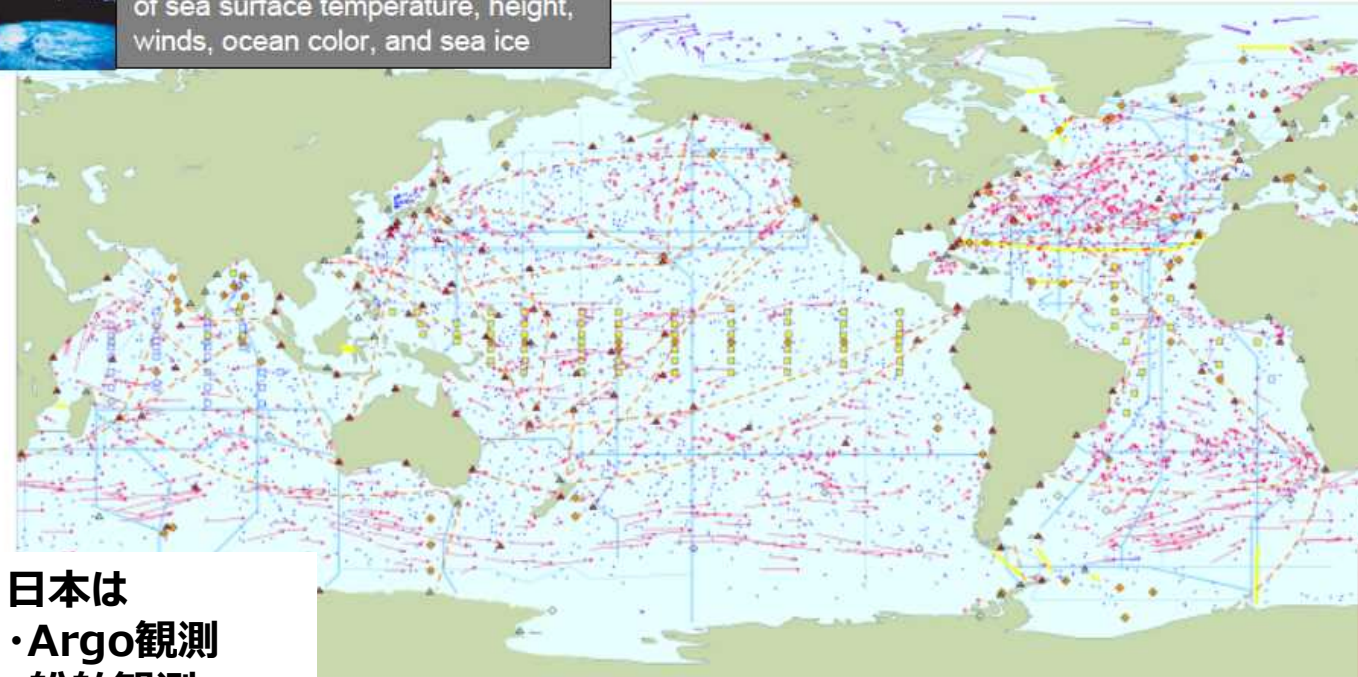 of sea surface temperature, height,
winds, ocean color, and sea ice
日本は
・Argo観測